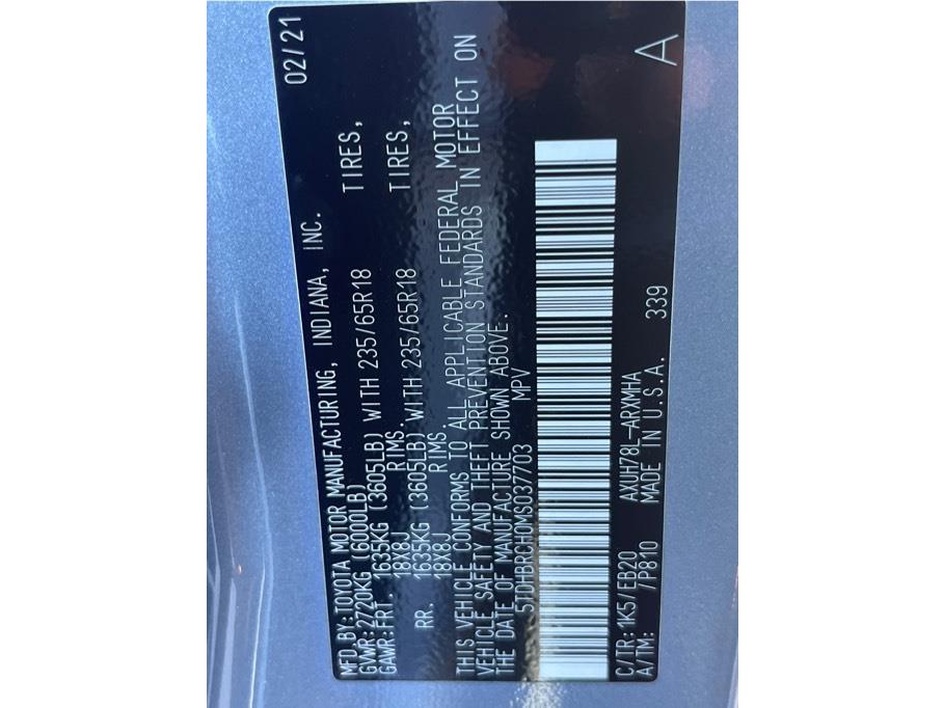 MFD. BY: TOYOTA MOTOR MANUFACTURING, INDIANA, INC. 02/21
GVWR: 2720KG (6000LB)
GAWR: FRT. 1635KG (3605LB) WITH 235/65R18 TIRES,
18X8J RIMS.
RR. 1635KG (3605LB) WITH 235/65R18 TIRES,
18X8J RIMS.
THIS VEHICLE CONFORMS TO ALL APPLICABLE FEDERAL MOTOR
VEHICLE SAFETY AND THEFT PREVENTION STANDARDS IN EFFECT ON
THE DATE OF MANUFACTURE SHOWN ABOVE.
5TDHBRCH0MS037703 MPV
C/TR: 1K5/EB20 AXUH78L-ARXMHA
A/TM: /P810 MADE IN U.S.A. 339 A